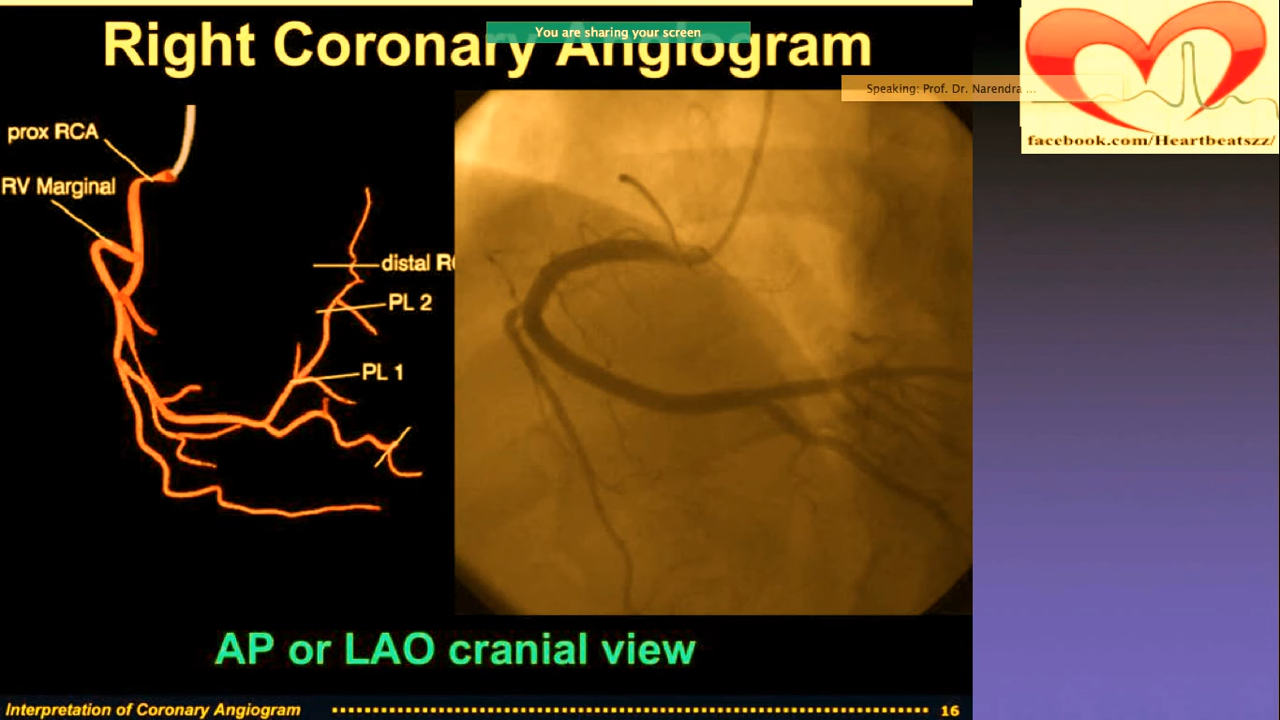 Right Coronary Angiogram
You are sharing your screen
Speaking: Prof. Dr. Narendra ...
facebook.com/Heartbeatszz/
prox RCA
RV Marginal
distal R
PL 2
PL 1
AP or LAO cranial view
Interpretation of Coronary Angiogram
16